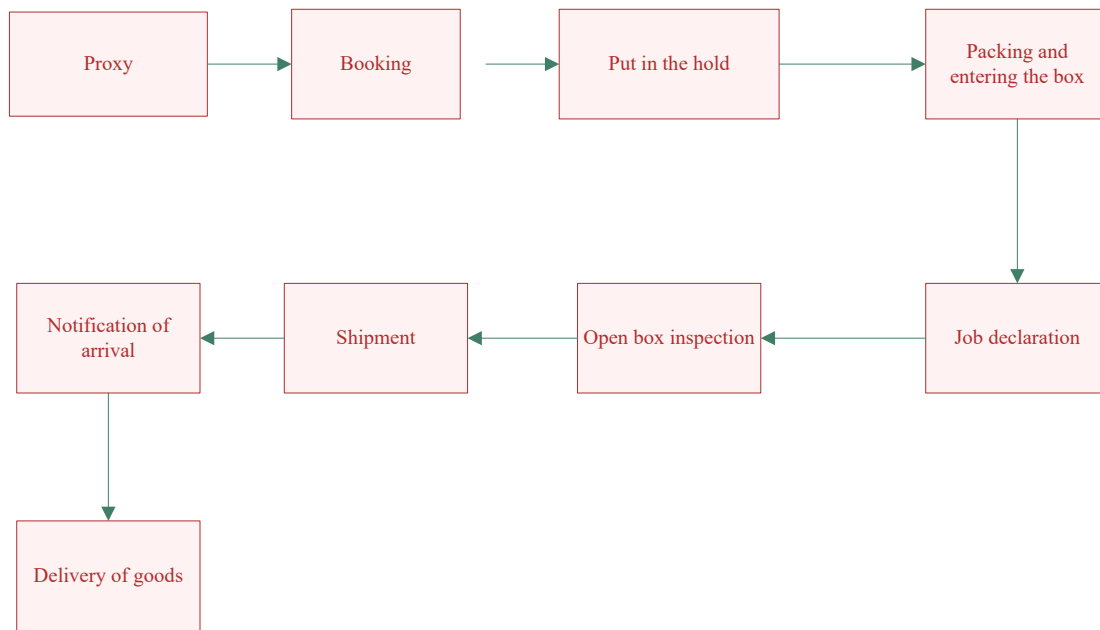 Proxy
Booking
Put in the hold
Packing and
entering the box
Job declaration
Open box inspection
Shipment
Notification of
arrival
Delivery of goods